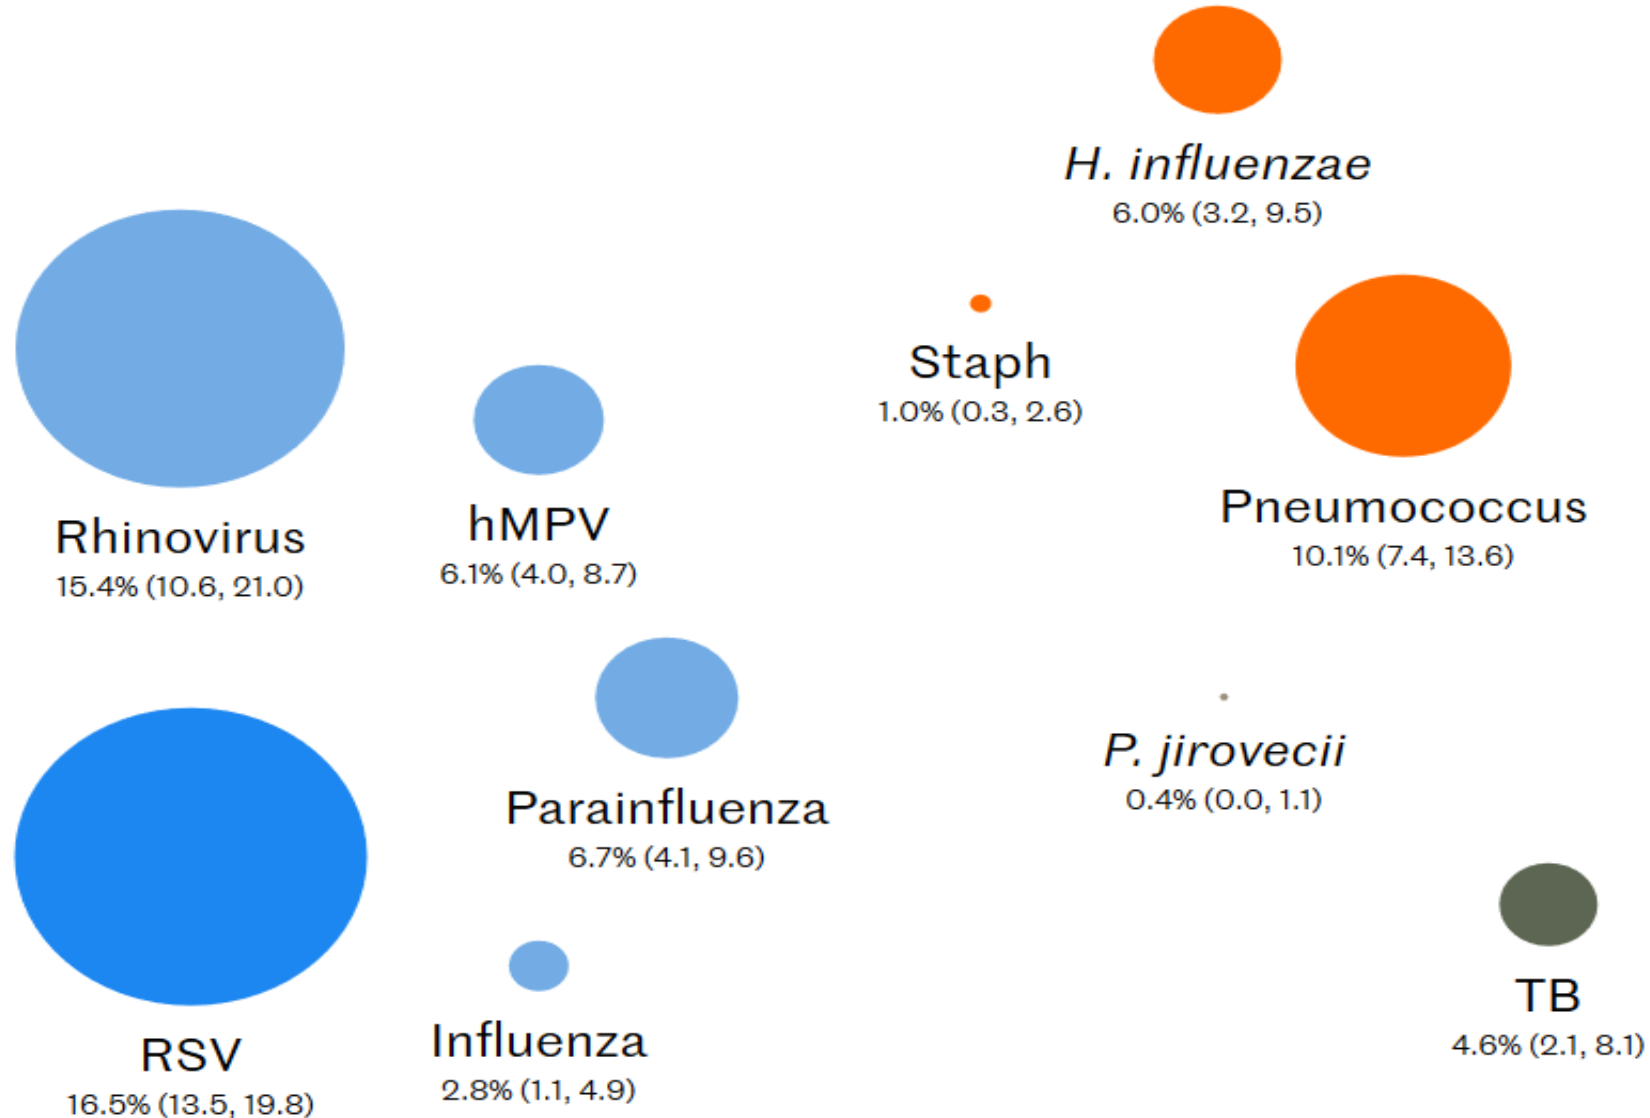 H. influenzae
6.0% (3.2, 9.5)
Staph
1.0% (0.3, 2.6)
Pneumococcus
10.1% (7.4, 13.6)
Rhinovirus
15.4% (10.6, 21.0)
hMPV
6.1% (4.0, 8.7)
Parainfluenza
6.7% (4.1, 9.6)
P. jirovecii
0.4% (0.0, 1.1)
RSV
16.5% (13.5, 19.8)
Influenza
2.8% (1.1, 4.9)
TB
4.6% (2.1, 8.1)